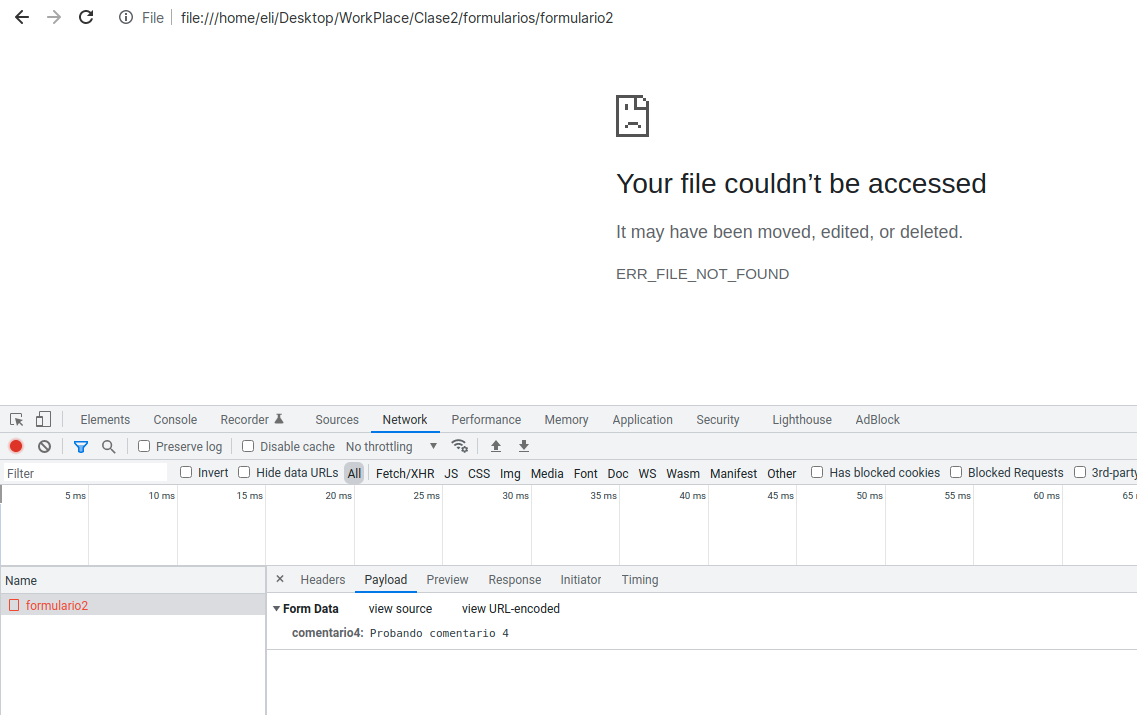 File file:///home/eli/Desktop/WorkPlace/Clase2/formularios/formulario2
Your file couldn’t be accessed
It may have been moved, edited, or deleted.
ERR_FILE_NOT_FOUND
Elements Console Recorder Sources Network Performance Memory Application Security Lighthouse AdBlock
Preserve log Disable cache No throttling
Filter Invert Hide data URLs All Fetch/XHR JS CSS Img Media Font Doc WS Wasm Manifest Other Has blocked cookies Blocked Requests 3rd-party
5 ms 10 ms 15 ms 20 ms 25 ms 30 ms 35 ms 40 ms 45 ms 50 ms 55 ms 60 ms 65
Name × Headers Payload Preview Response Initiator Timing
formulario2 Form Data view source view URL-encoded
comentario4: Probando comentario 4